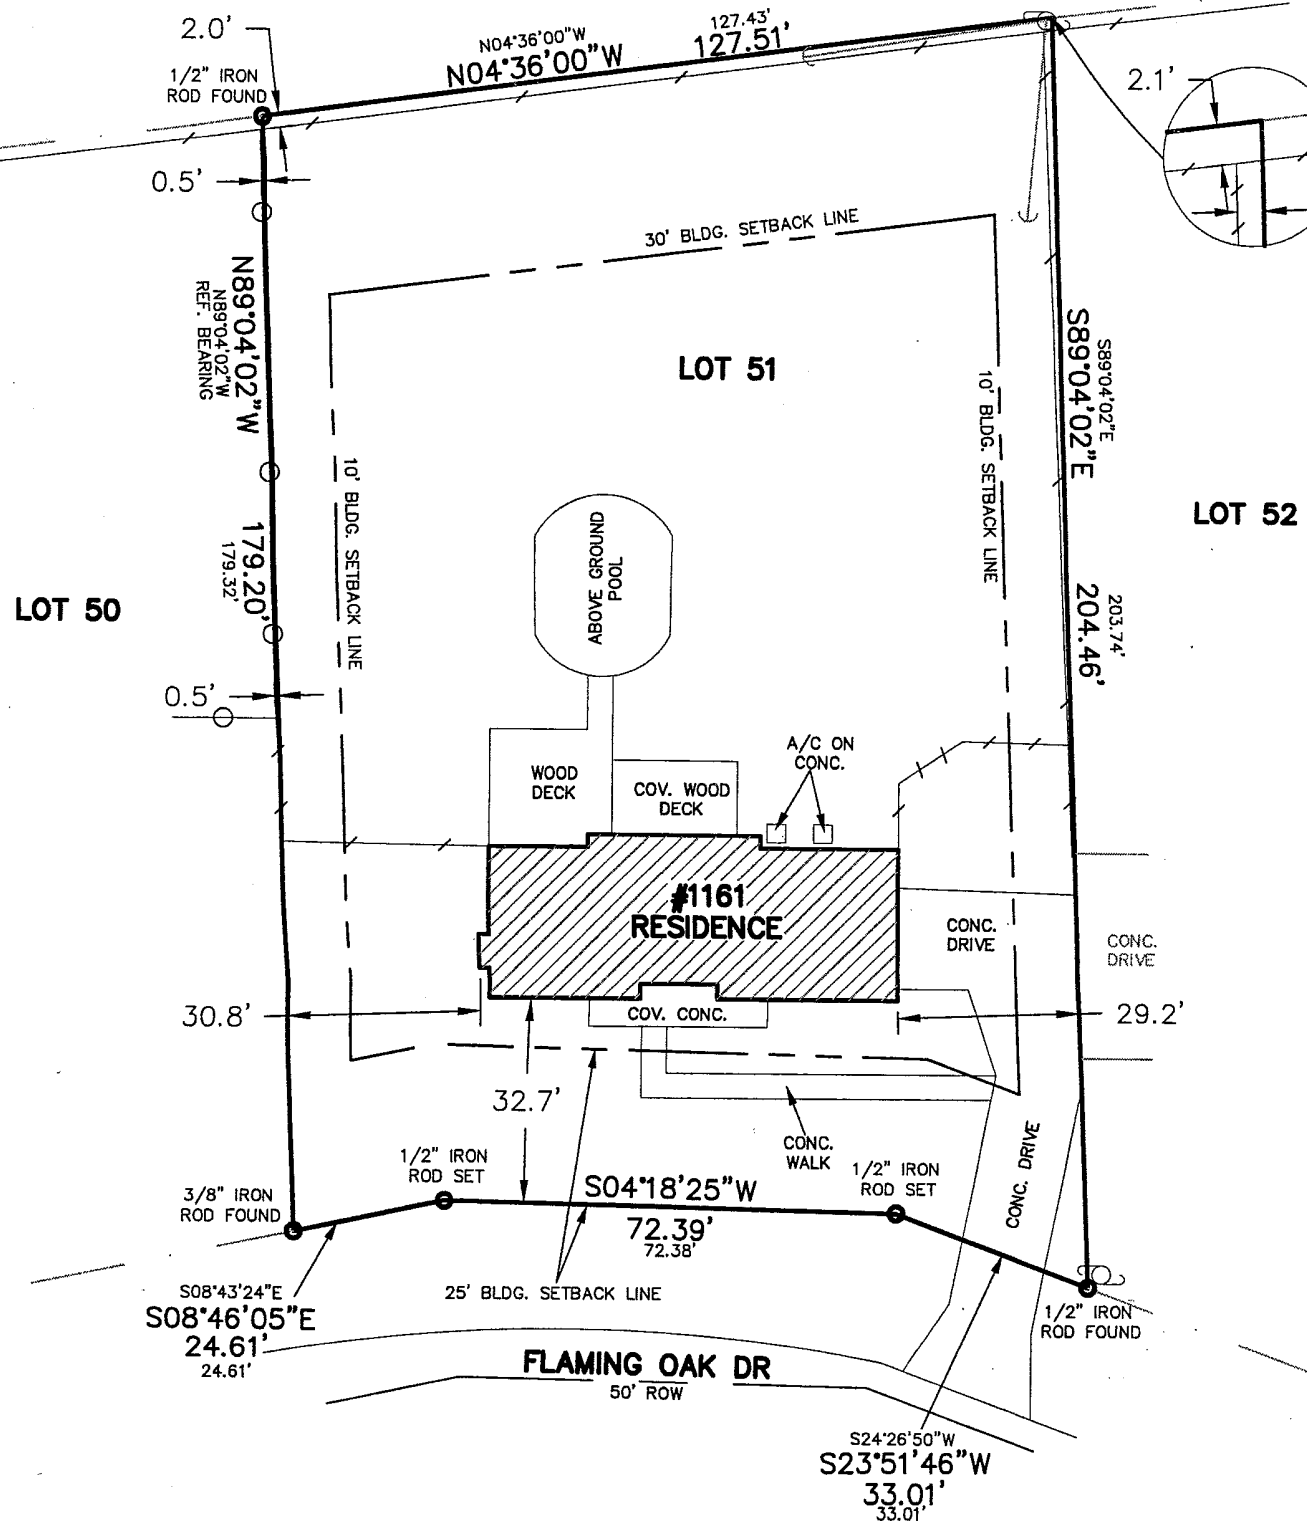 2.0'
N04°36'00"W
127.43'
N04°36'00"W
127.51'
1/2" IRON
ROD FOUND
2.1'
0.5'
30' BLDG. SETBACK LINE
N89°04'02"W
N89°04'02"W
REF. BEARING
LOT 51
S89°04'02"E
S89°04'02"E
10' BLDG. SETBACK LINE
10' BLDG. SETBACK LINE
LOT 52
179.20'
179.32'
ABOVE GROUND
POOL
LOT 50
203.74'
204.46'
0.5'
A/C ON
CONC.
WOOD
DECK
COV. WOOD
DECK
#1161
RESIDENCE
CONC.
DRIVE
CONC.
DRIVE
30.8'
COV. CONC.
29.2'
32.7'
CONC.
WALK
CONC. DRIVE
1/2" IRON
ROD SET
1/2" IRON
ROD SET
3/8" IRON
ROD FOUND
S04°18'25"W
72.39'
72.38'
S08°43'24"E
S08°46'05"E
24.61'
24.61'
25' BLDG. SETBACK LINE
1/2" IRON
ROD FOUND
FLAMING OAK DR
50' ROW
S24°26'50"W
S23°51'46"W
33.01'
33.01'